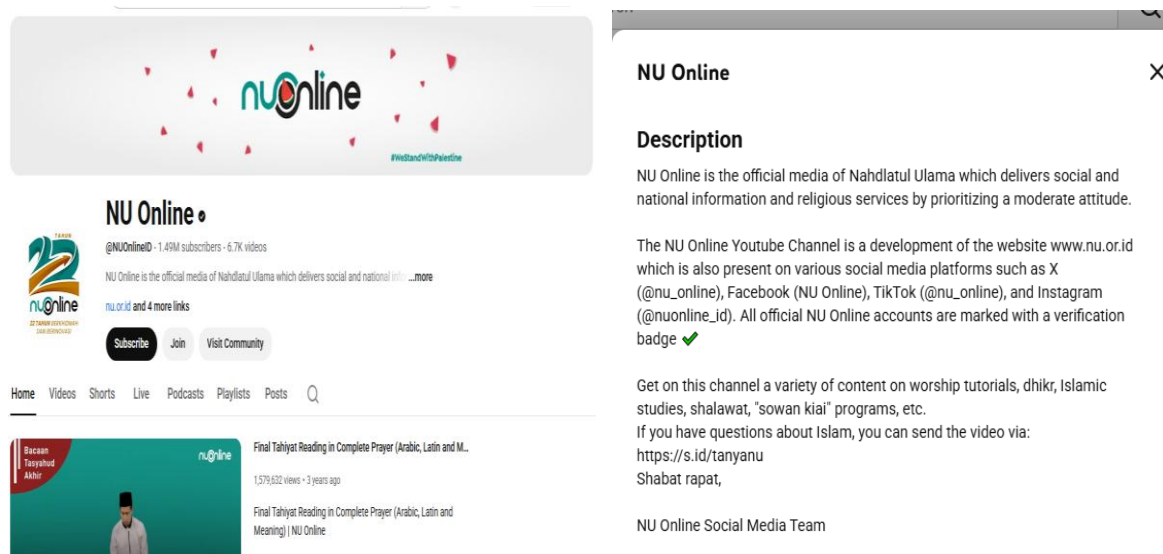 nuOnline
#WeStandWithPalestine
TAHUN
22
nuOnline
22 TAHUN BERKHIDMAH
DAN BERINOVASI
NU Online
@NUOnlineID · 1.49M subscribers · 6.7K videos
NU Online is the official media of Nahdlatul Ulama which delivers social and national ...more
nu.or.id and 4 more links
Subscribe Join Visit Community
Home Videos Shorts Live Podcasts Playlists Posts
Bacaan
Tasyahud
Akhir
nuOnline
Final Tahiyat Reading in Complete Prayer (Arabic, Latin and M...
1,579,632 views • 3 years ago
Final Tahiyat Reading in Complete Prayer (Arabic, Latin and
Meaning) | NU Online
NU Online
Description
NU Online is the official media of Nahdlatul Ulama which delivers social and
national information and religious services by prioritizing a moderate attitude.
The NU Online Youtube Channel is a development of the website www.nu.or.id
which is also present on various social media platforms such as X
(@nu_online), Facebook (NU Online), TikTok (@nu_online), and Instagram
(@nuonline_id). All official NU Online accounts are marked with a verification
badge ✔
Get on this channel a variety of content on worship tutorials, dhikr, Islamic
studies, shalawat, "sowan kiai" programs, etc.
If you have questions about Islam, you can send the video via:
https://s.id/tanyanu
Shabat rapat,
NU Online Social Media Team